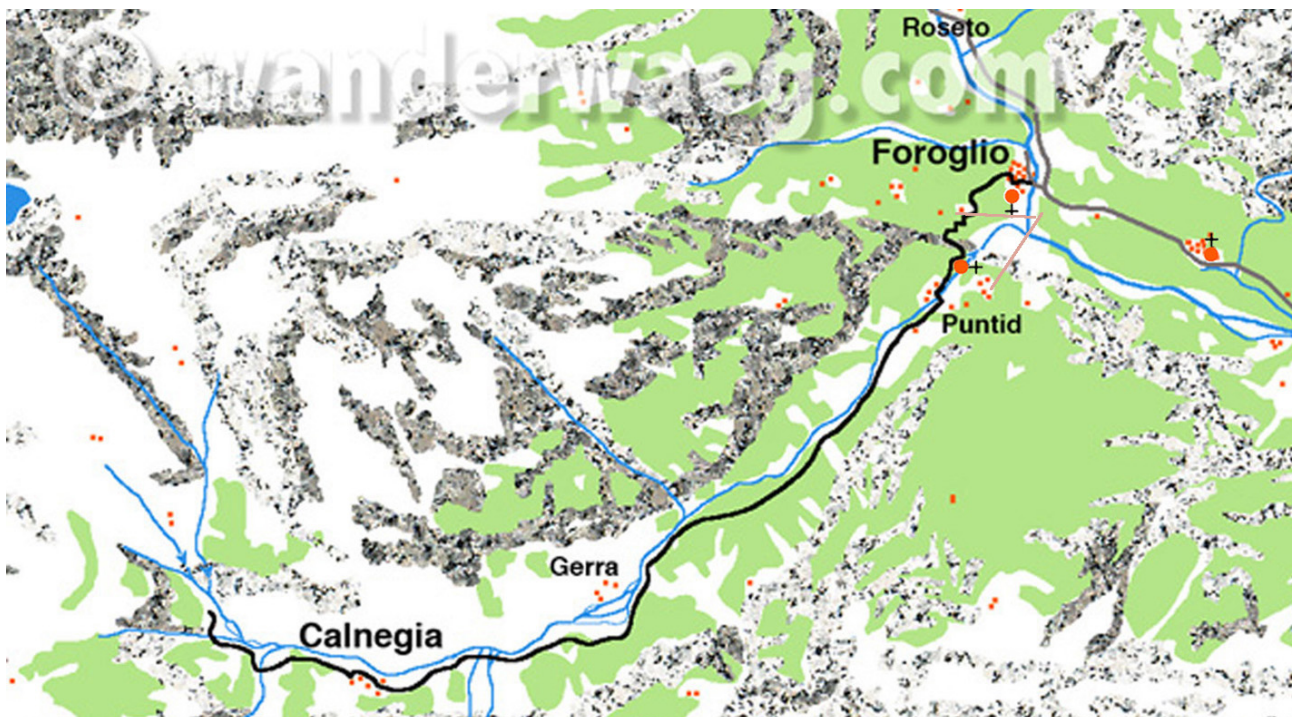 Roseto
© wanderwaeg.com
Foroglio
Puntid
Gerra
Calnegia